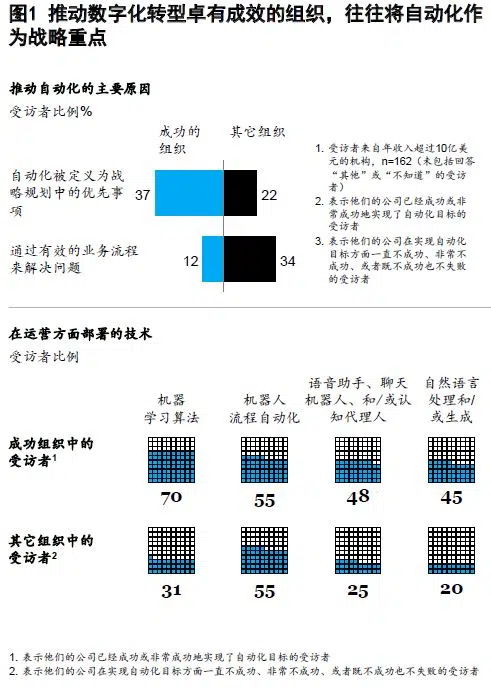 图1 推动数字化转型卓有成效的组织，往往将自动化作
为战略重点
推动自动化的主要原因
受访者比例%
成功的
组织
其它组织
自动化被定义为战
略规划中的优先事
项
37
22
通过有效的业务流程
来解决问题
12
34
1. 受访者来自年收入超过10亿美
元的机构，n=162（未包括回答
“其他”或“不知道”的受访
者）
2. 表示他们的公司已经成功或非
常成功地实现了自动化目标的
受访者
3. 表示他们的公司在实现自动化
目标方面一直不成功、非常不
成功、或者既不成功也不失败
的受访者
在运营方面部署的技术
受访者比例
机器
学习算法
机器人
流程自动化
语音助手、聊天
机器人、和/或认
知代理人
自然语言
处理和/
或生成
成功组织中的
受访者1
70
55
48
45
其它组织中的
受访者2
31
55
25
20
1. 表示他们的公司已经成功或非常成功地实现了自动化目标的受访者
2. 表示他们的公司在实现自动化目标方面一直不成功、非常不成功、或者既不成功也不失败的受访者